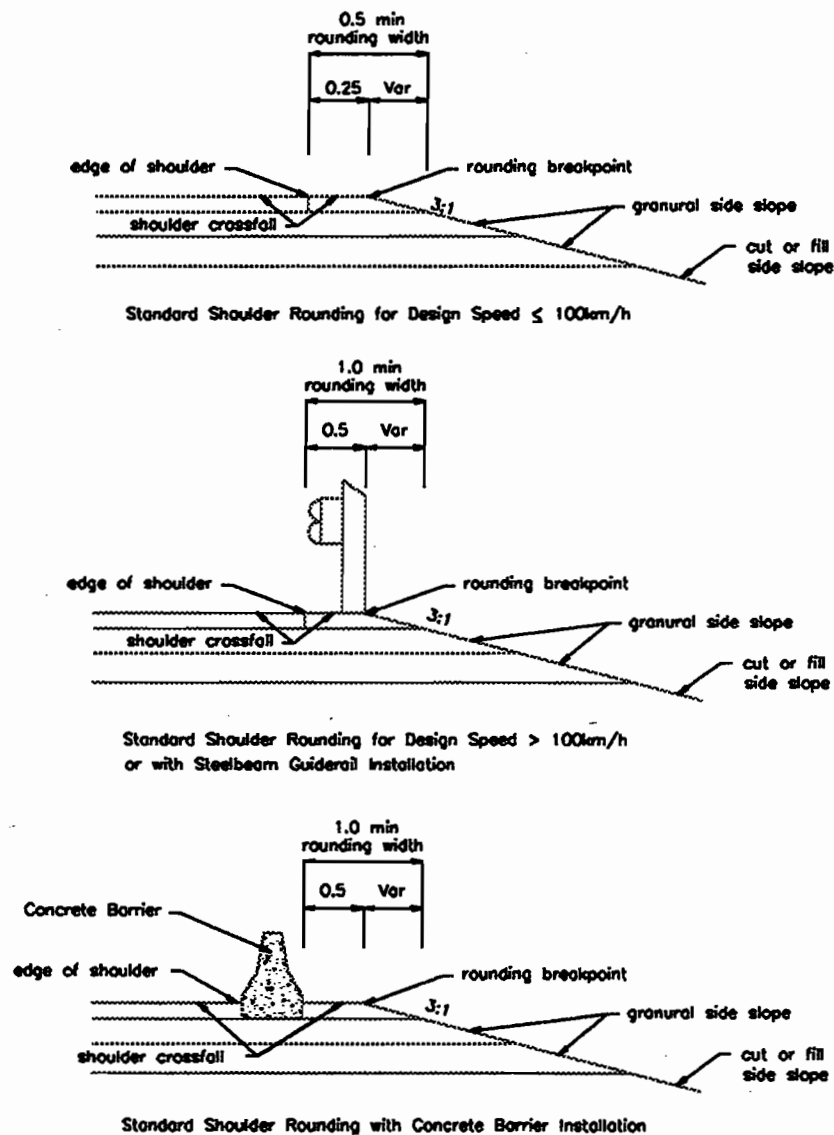 0.5 min
rounding width
0.25 Var
edge of shoulder
rounding breakpoint
3:1
granural side slope
shoulder crossfall
cut or fill
side slope
Standard Shoulder Rounding for Design Speed ≤ 100km/h
1.0 min
rounding width
0.5 Var
edge of shoulder
rounding breakpoint
3:1
granural side slope
shoulder crossfall
cut or fill
side slope
Standard Shoulder Rounding for Design Speed > 100km/h
or with Steelbeam Guiderail Installation
1.0 min
rounding width
0.5 Var
Concrete Barrier
edge of shoulder
rounding breakpoint
3:1
granural side slope
shoulder crossfall
cut or fill
side slope
Standard Shoulder Rounding with Concrete Barrier Installation